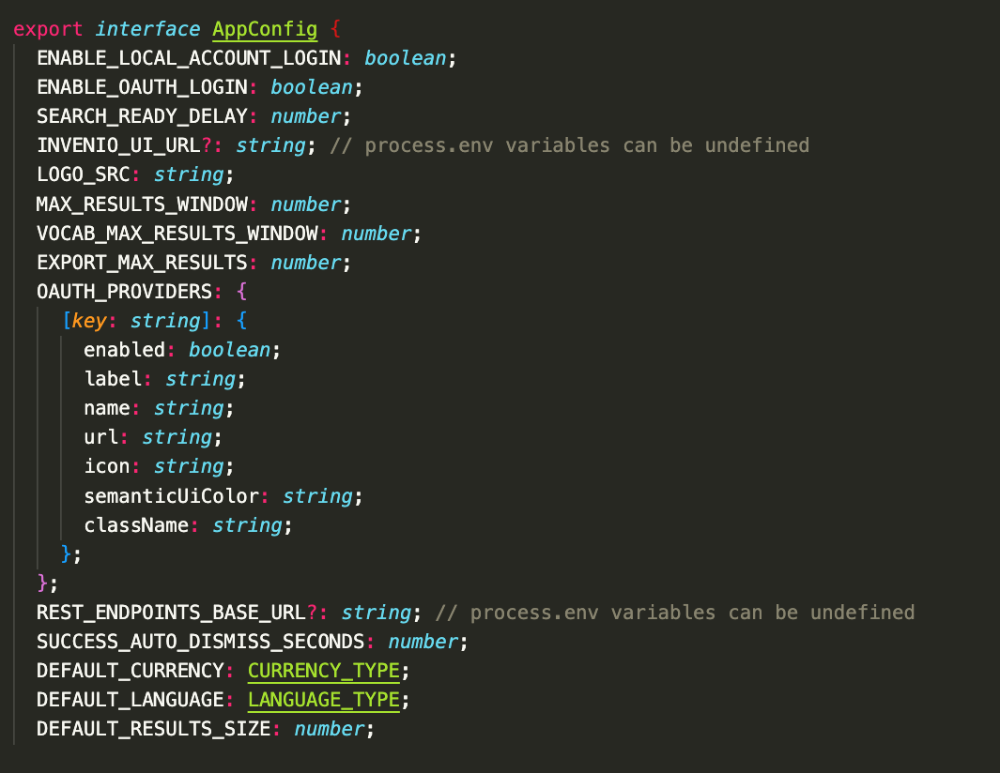 export interface AppConfig {
ENABLE_LOCAL_ACCOUNT_LOGIN: boolean;
ENABLE_OAUTH_LOGIN: boolean;
SEARCH_READY_DELAY: number;
INVENIO_UI_URL?: string; // process.env variables can be undefined
LOGO_SRC: string;
MAX_RESULTS_WINDOW: number;
VOCAB_MAX_RESULTS_WINDOW: number;
EXPORT_MAX_RESULTS: number;
OAUTH_PROVIDERS: {
[key: string]: {
enabled: boolean;
label: string;
name: string;
url: string;
icon: string;
semanticUiColor: string;
className: string;
};
};
REST_ENDPOINTS_BASE_URL?: string; // process.env variables can be undefined
SUCCESS_AUTO_DISMISS_SECONDS: number;
DEFAULT_CURRENCY: CURRENCY_TYPE;
DEFAULT_LANGUAGE: LANGUAGE_TYPE;
DEFAULT_RESULTS_SIZE: number;